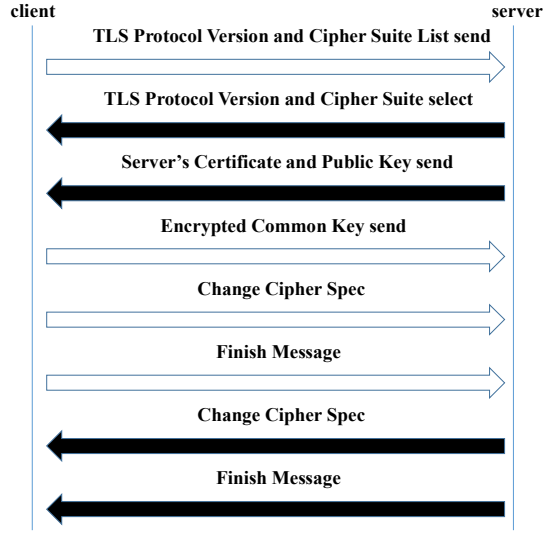 client
server
TLS Protocol Version and Cipher Suite List send
TLS Protocol Version and Cipher Suite select
Server's Certificate and Public Key send
Encrypted Common Key send
Change Cipher Spec
Finish Message
Change Cipher Spec
Finish Message